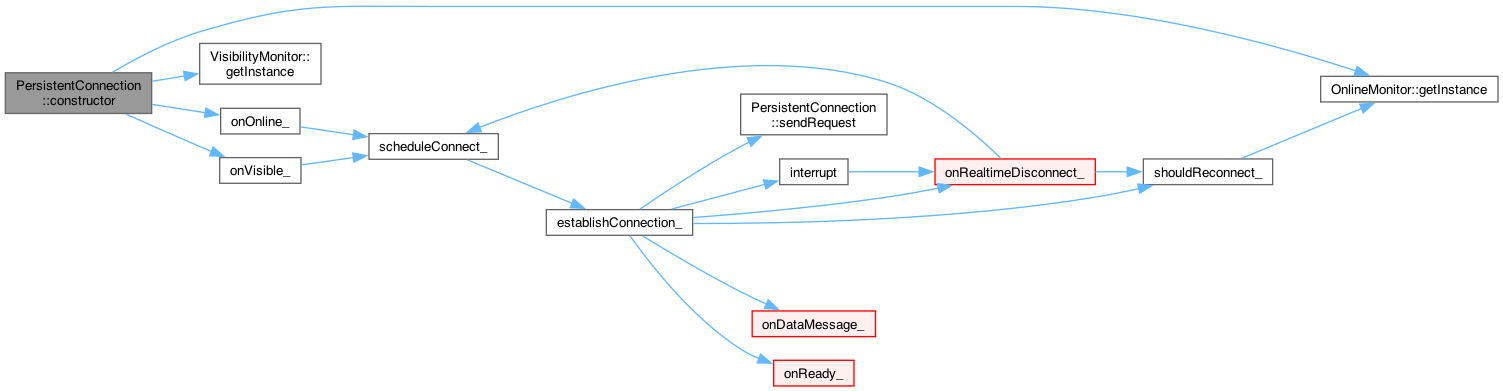 PersistentConnection
::constructor
VisibilityMonitor::
getInstance
onOnline_
onVisible_
scheduleConnect_
establishConnection_
PersistentConnection
::sendRequest
interrupt
onRealtimeDisconnect_
shouldReconnect_
OnlineMonitor::getInstance
onDataMessage_
onReady_